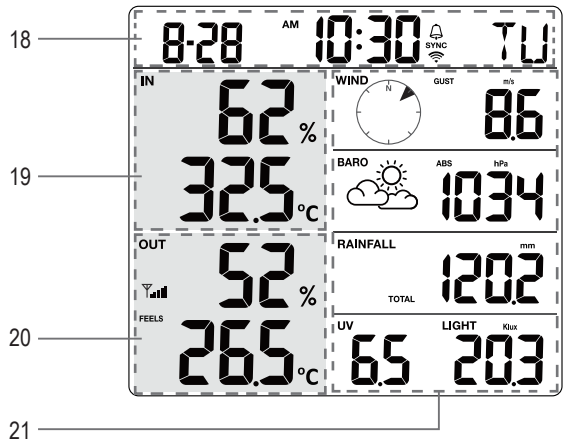 18
8-28 AM 10:30 SYNC TU
IN
62 %
19
32.5 °C
WIND N GUST m/s
8.6
BARO ABS hPa
1034
OUT
52 %
20
FEELS
26.5 °C
RAINFALL mm
TOTAL 120.2
UV LIGHT Klux
6.5 20.3
21